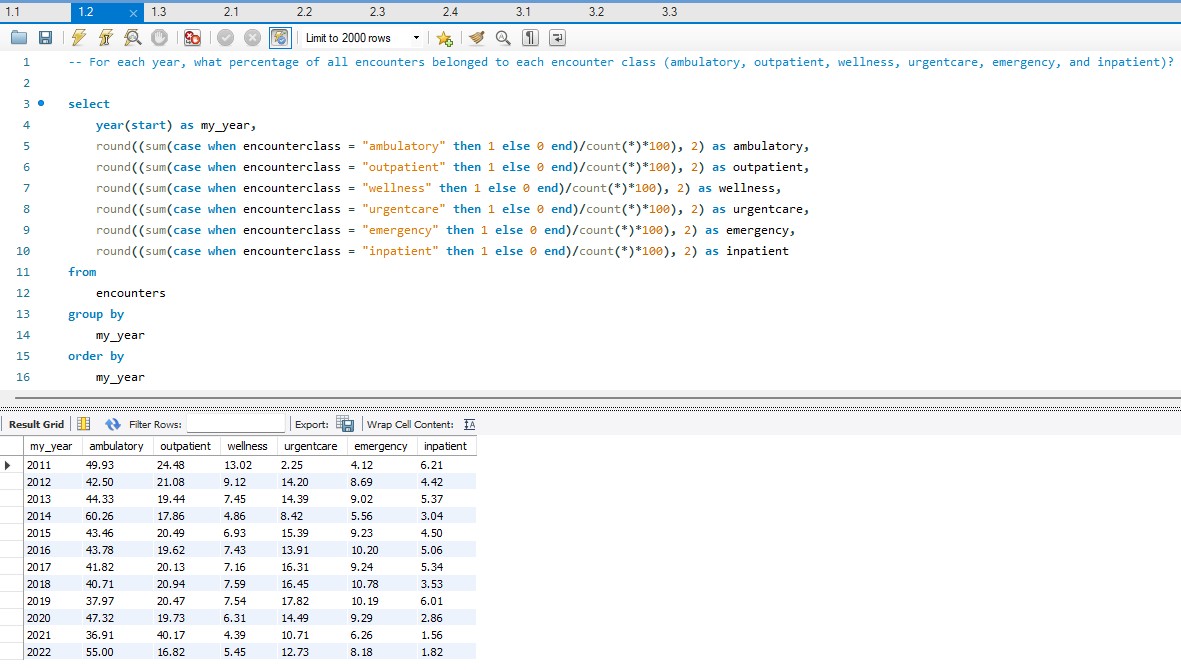 1.1 1.2 1.3 2.1 2.2 2.3 2.4 3.1 3.2 3.3
Limit to 2000 rows
1 -- For each year, what percentage of all encounters belonged to each encounter class (ambulatory, outpatient, wellness, urgentcare, emergency, and inpatient)?
2
3 select
4 year(start) as my_year,
5 round((sum(case when encounterclass = "ambulatory" then 1 else 0 end)/count(*)*100), 2) as ambulatory,
6 round((sum(case when encounterclass = "outpatient" then 1 else 0 end)/count(*)*100), 2) as outpatient,
7 round((sum(case when encounterclass = "wellness" then 1 else 0 end)/count(*)*100), 2) as wellness,
8 round((sum(case when encounterclass = "urgentcare" then 1 else 0 end)/count(*)*100), 2) as urgentcare,
9 round((sum(case when encounterclass = "emergency" then 1 else 0 end)/count(*)*100), 2) as emergency,
10 round((sum(case when encounterclass = "inpatient" then 1 else 0 end)/count(*)*100), 2) as inpatient
11 from
12 encounters
13 group by
14 my_year
15 order by
16 my_year
Result Grid Filter Rows: Export: Wrap Cell Content:
my_year ambulatory outpatient wellness urgentcare emergency inpatient
2011 49.93 24.48 13.02 2.25 4.12 6.21
2012 42.50 21.08 9.12 14.20 8.69 4.42
2013 44.33 19.44 7.45 14.39 9.02 5.37
2014 60.26 17.86 4.86 8.42 5.56 3.04
2015 43.46 20.49 6.93 15.39 9.23 4.50
2016 43.78 19.62 7.43 13.91 10.20 5.06
2017 41.82 20.13 7.16 16.31 9.24 5.34
2018 40.71 20.94 7.59 16.45 10.78 3.53
2019 37.97 20.47 7.54 17.82 10.19 6.01
2020 47.32 19.73 6.31 14.49 9.29 2.86
2021 36.91 40.17 4.39 10.71 6.26 1.56
2022 55.00 16.82 5.45 12.73 8.18 1.82